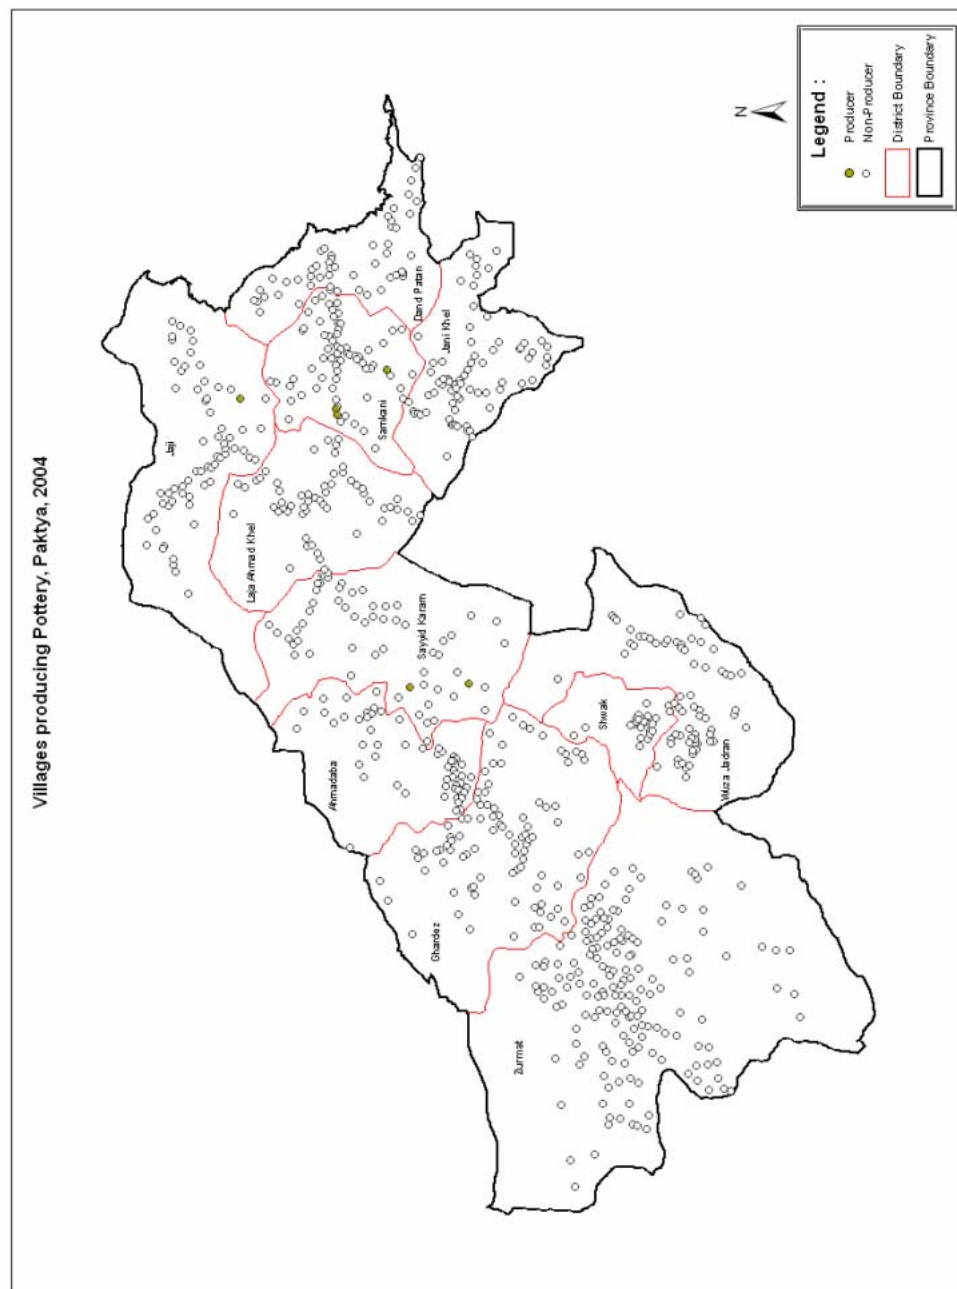 Villages producing Pottery, Paktya, 2004
N
Legend :
Producer
Non-Producer
District Boundary
Province Boundary
Jaji
Laja Ahmad Khel
Samkani
Dand Patan
Jani Khel
Sayyid Karam
Ahmadaba
Shwak
Wuza Jadran
Ghardez
Zurmat